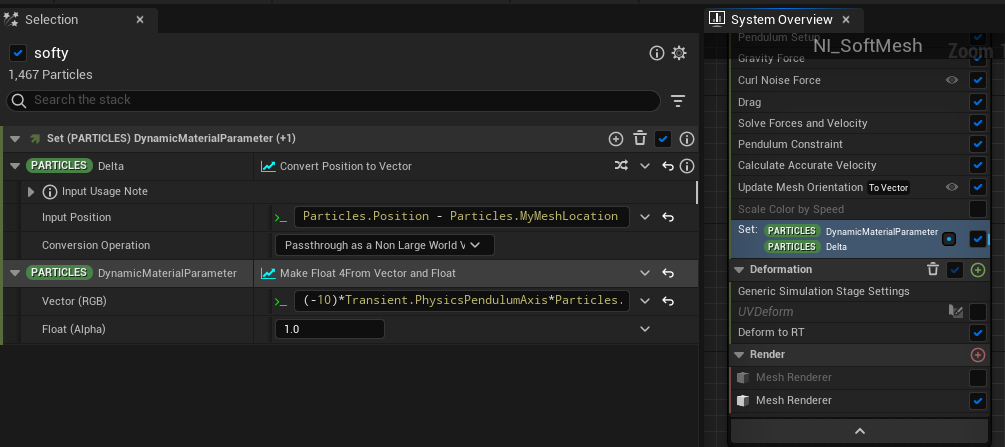 Selection
softy
1,467 Particles
Search the stack
Set (PARTICLES) DynamicMaterialParameter (+1)
PARTICLES Delta Convert Position to Vector
Input Usage Note
Input Position Particles.Position - Particles.MyMeshLocation
Conversion Operation Passthrough as a Non Large World V
PARTICLES DynamicMaterialParameter Make Float 4From Vector and Float
Vector (RGB) (-10)*Transient.PhysicsPendulumAxis*Particles.
Float (Alpha) 1.0
System Overview
NI_SoftMesh
Zoom
Pendulum Setup
Gravity Force
Curl Noise Force
Drag
Solve Forces and Velocity
Pendulum Constraint
Calculate Accurate Velocity
Update Mesh Orientation To Vector
Scale Color by Speed
Set: PARTICLES DynamicMaterialParameter
PARTICLES Delta
Deformation
Generic Simulation Stage Settings
UVDeform
Deform to RT
Render
Mesh Renderer
Mesh Renderer